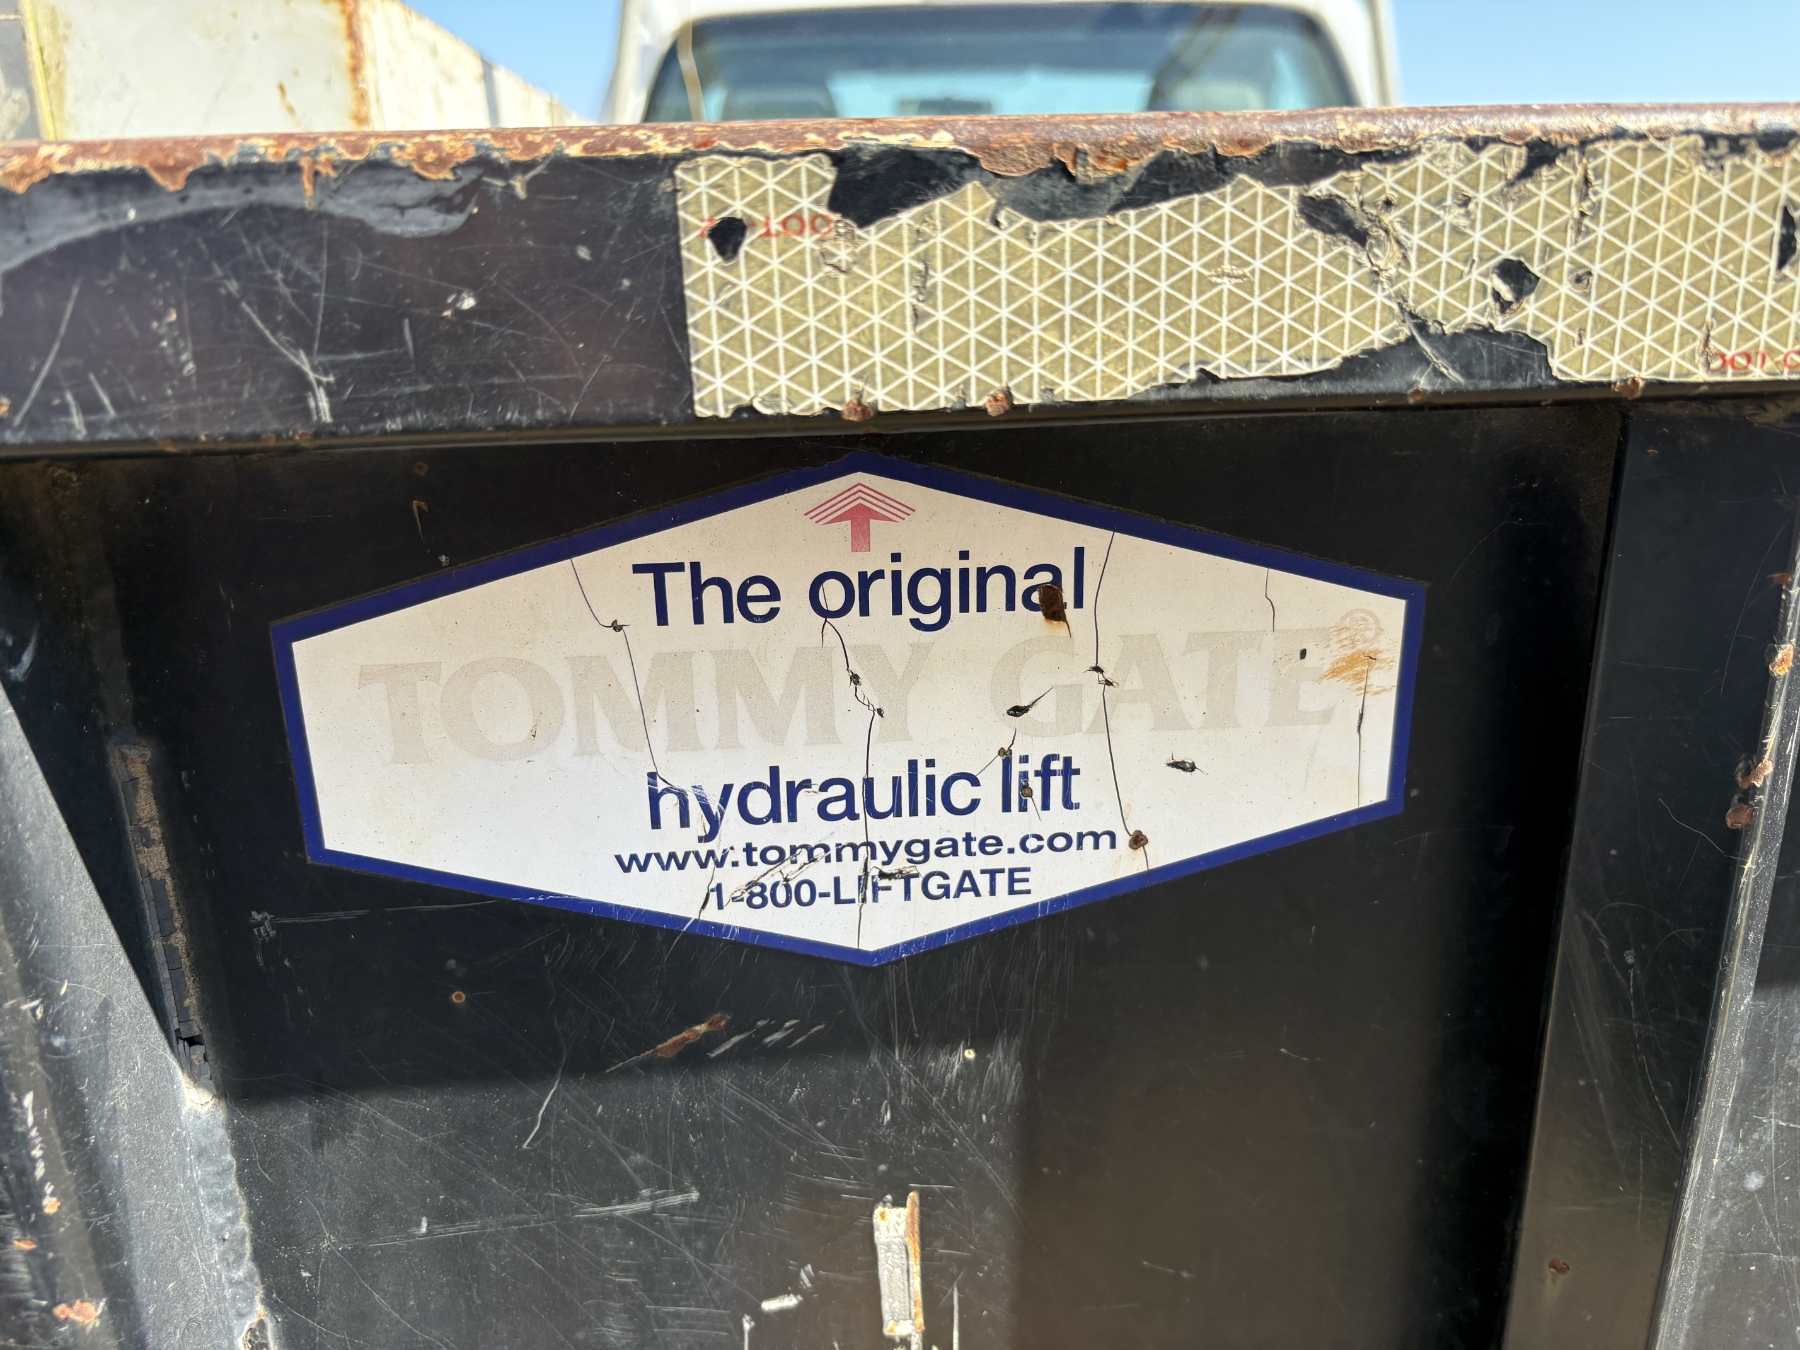 The original
TOMMY GATE®
hydraulic lift
www.tommygate.com
1-800-LIFTGATE